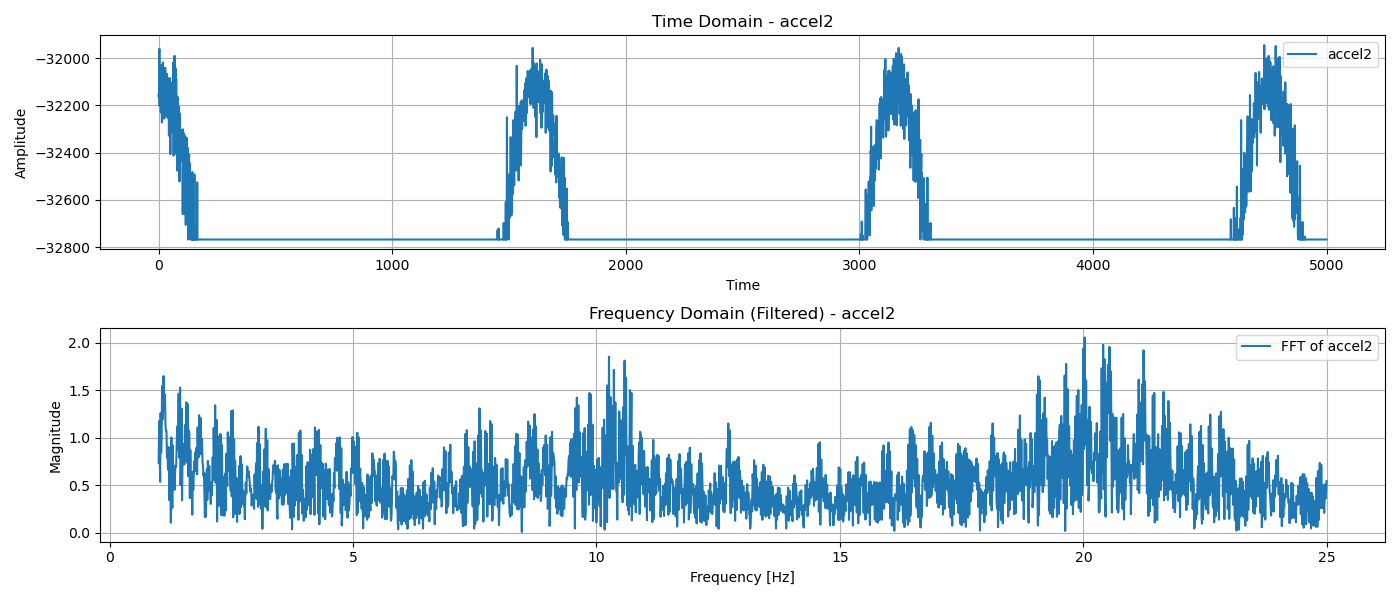 Time Domain - accel2
accel2
Amplitude
−32000
−32200
−32400
−32600
−32800
0 1000 2000 3000 4000 5000
Time
Frequency Domain (Filtered) - accel2
FFT of accel2
Magnitude
2.0
1.5
1.0
0.5
0.0
0 5 10 15 20 25
Frequency [Hz]